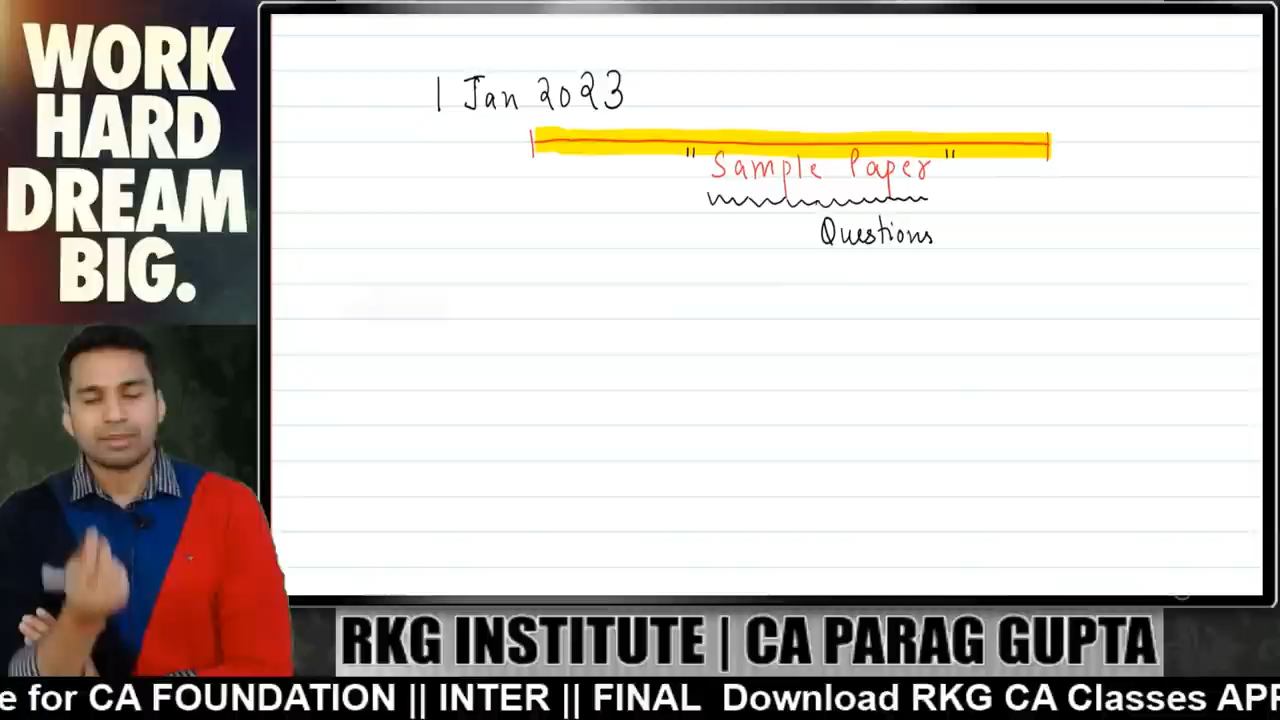 WORK
HARD
DREAM
BIG.
1 Jan 2023
"Sample Paper"
Questions
RKG INSTITUTE | CA PARAG GUPTA
e for CA FOUNDATION || INTER || FINAL Download RKG CA Classes APP